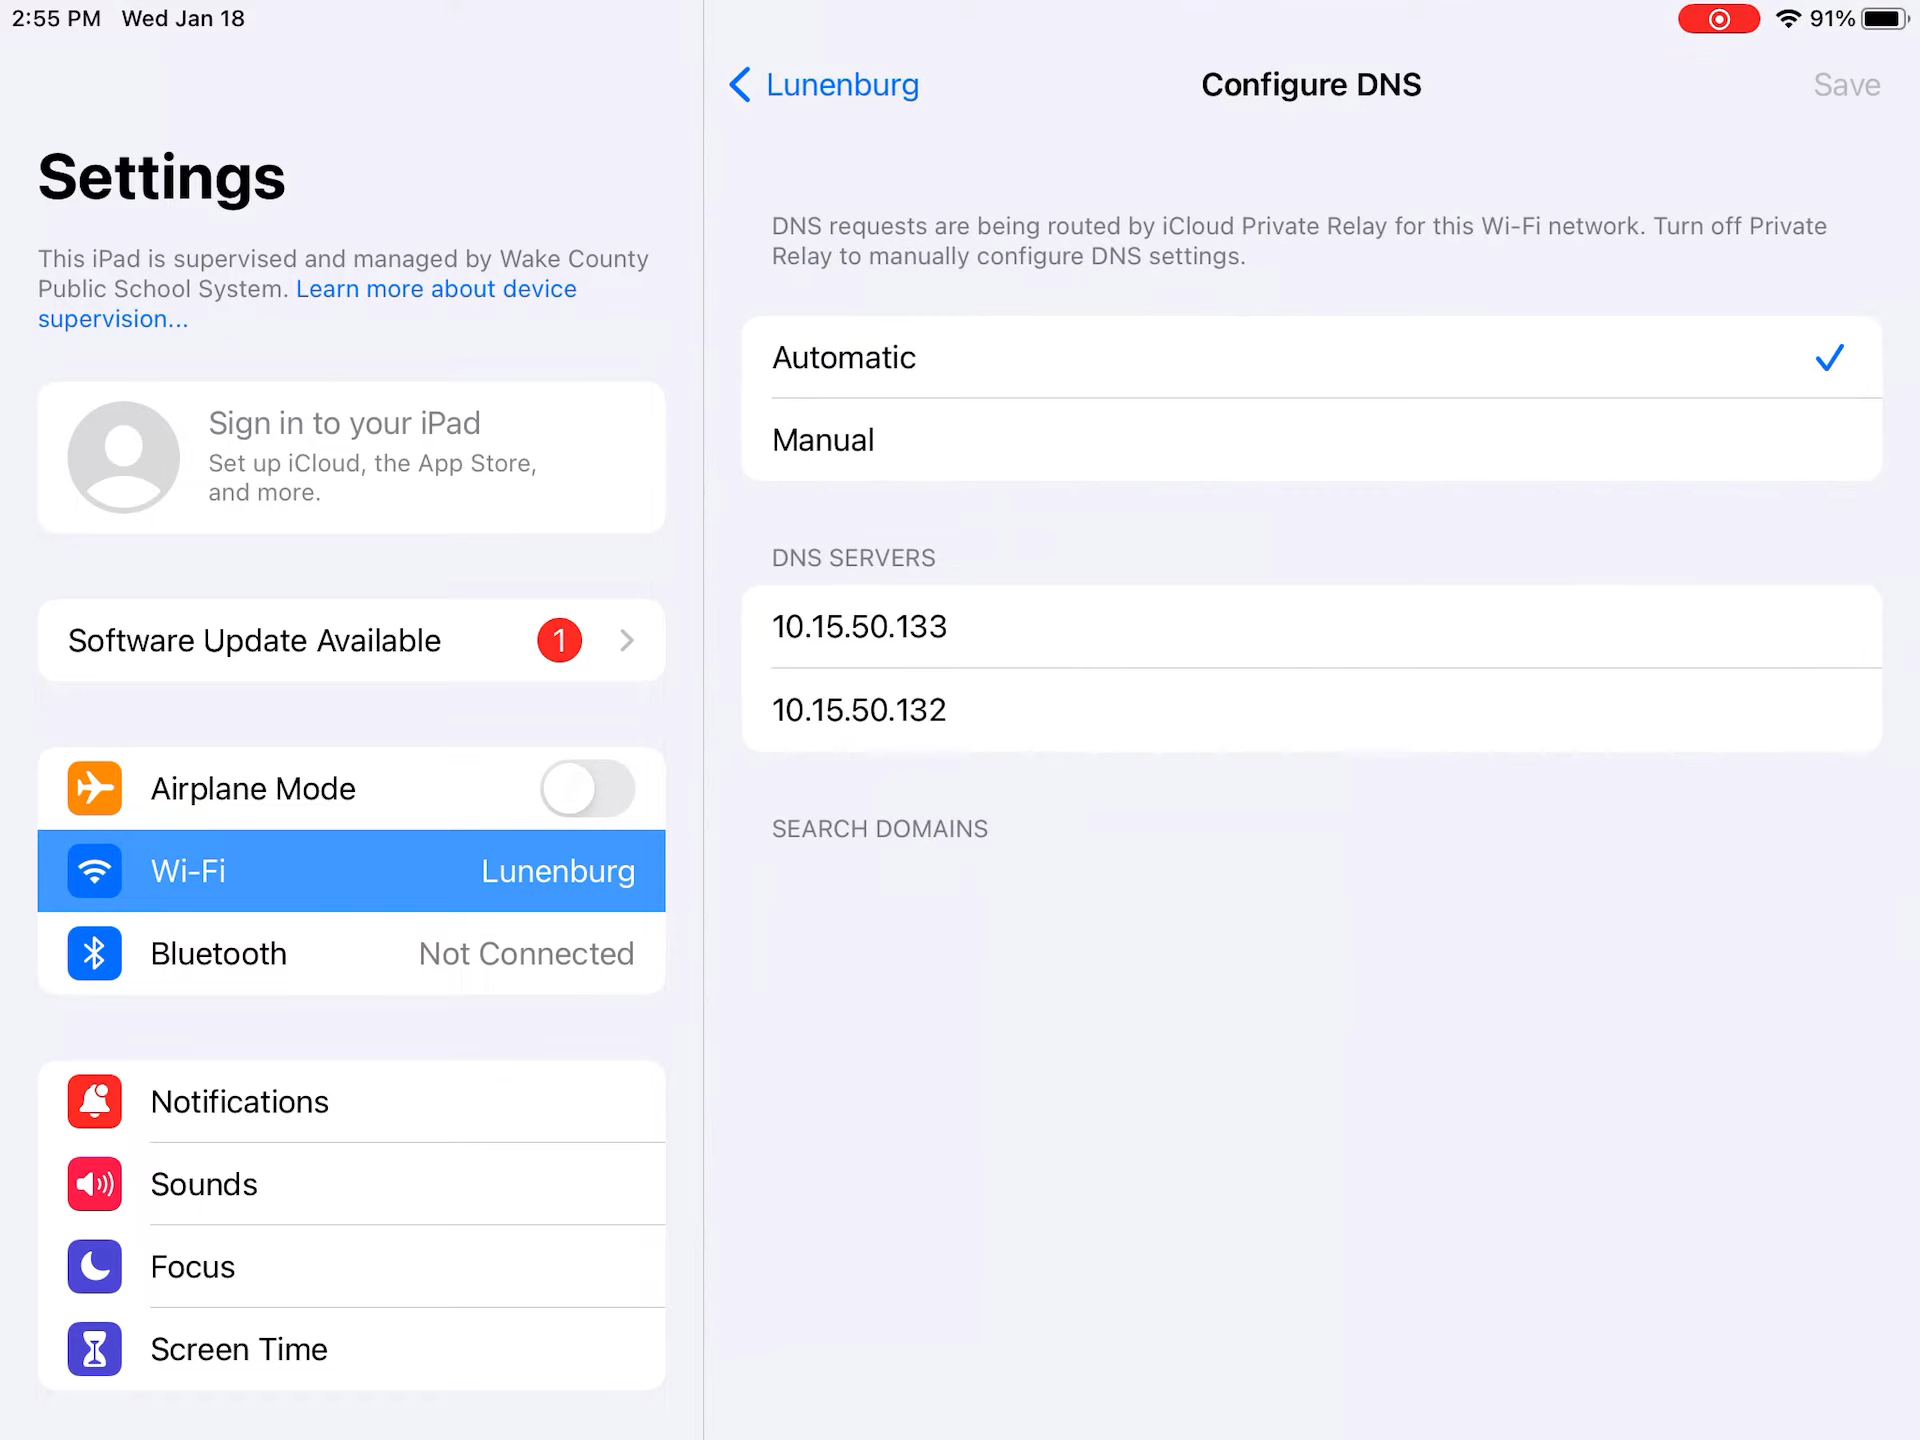 2:55 PM Wed Jan 18
91%
Settings
This iPad is supervised and managed by Wake County
Public School System. Learn more about device
supervision...
Sign in to your iPad
Set up iCloud, the App Store,
and more.
Software Update Available 1
Airplane Mode
Wi-Fi Lunenburg
Bluetooth Not Connected
Notifications
Sounds
Focus
Screen Time
Lunenburg Configure DNS Save
DNS requests are being routed by iCloud Private Relay for this Wi-Fi network. Turn off Private
Relay to manually configure DNS settings.
Automatic
Manual
DNS SERVERS
10.15.50.133
10.15.50.132
SEARCH DOMAINS